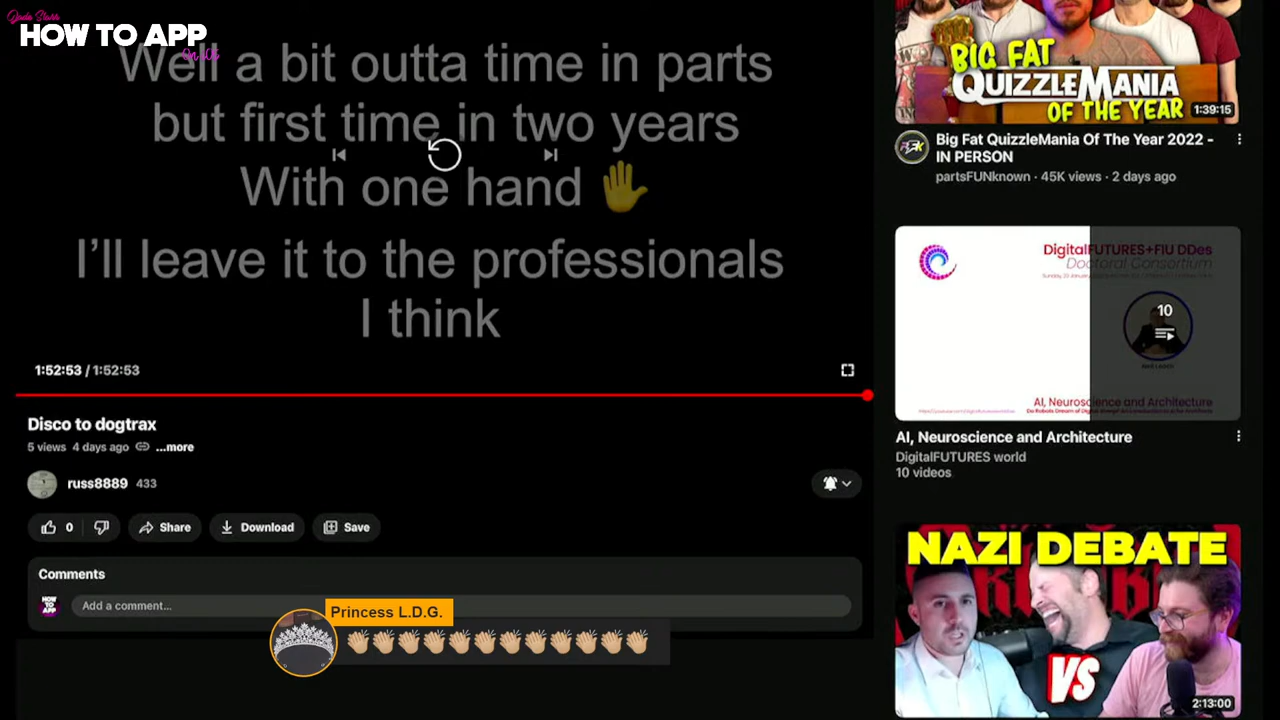 HOW TO APP
Well a bit outta time in parts
but first time in two years
With one hand 🤚
I'll leave it to the professionals
I think
1:52:53 / 1:52:53
Disco to dogtrax
5 views 4 days ago ...more
russ8889 433
0 Share Download Save
Comments
HOW TO APP
Add a comment...
Princess L.D.G.
👏🏼👏🏼👏🏼👏🏼👏🏼👏🏼👏🏼👏🏼👏🏼👏🏼👏🏼👏🏼
BIG FAT
QUIZZLEMANIA
OF THE YEAR
1:39:15
Big Fat QuizzleMania Of The Year 2022 -
IN PERSON
partsFUNknown · 45K views · 2 days ago
DigitalFUTURES+FIU DDes
Doctoral Consortium
10
AI, Neuroscience and Architecture
AI, Neuroscience and Architecture
DigitalFUTURES world
10 videos
NAZI DEBATE
VS
2:13:00